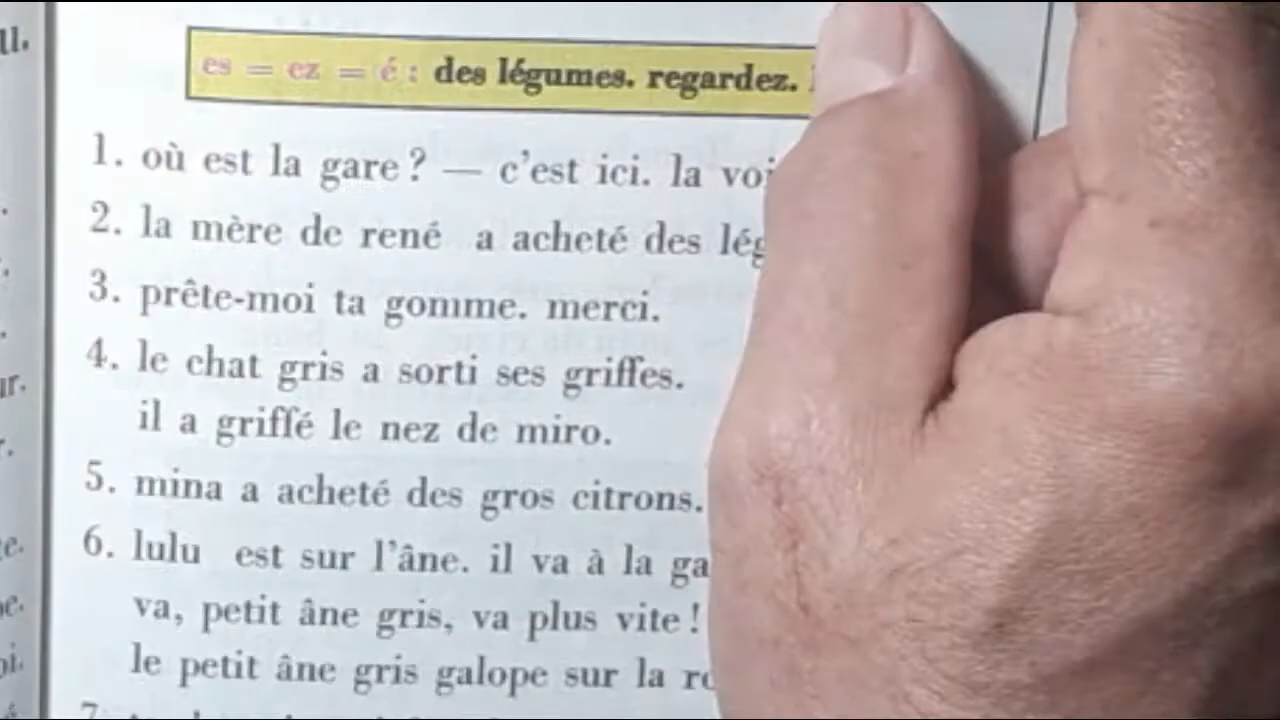 es = ez = é : des légumes. regardez.
1. où est la gare ? — c'est ici. la
2. la mère de rené a acheté des
3. prête-moi ta gomme. merci.
4. le chat gris a sorti ses griffes.
il a griffé le nez de miro.
5. mina a acheté des gros citrons.
6. lulu est sur l'âne. il va à la
va, petit âne gris, va plus vite !
le petit âne gris galope sur la